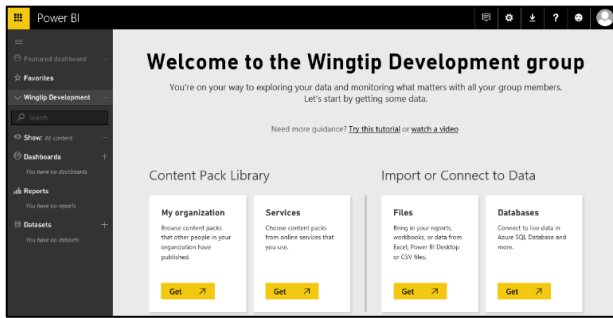 Power BI
Featured dashboard
Favorites
Wingtip Development
Search
Show: All content
Dashboards
You have no dashboards
Reports
You have no reports
Datasets
You have no datasets
Welcome to the Wingtip Development group
You're on your way to exploring your data and monitoring what matters with all your group members.
Let's start by getting some data.
Need more guidance? Try this tutorial or watch a video
Content Pack Library
My organization
Browse content packs
that other people in your
organization have
published.
Get
Services
Choose content packs
from online services that
you use.
Get
Import or Connect to Data
Files
Bring in your reports,
workbooks, or data from
Excel, Power BI Desktop
or CSV files.
Get
Databases
Connect to live data in
Azure SQL Database and
more.
Get